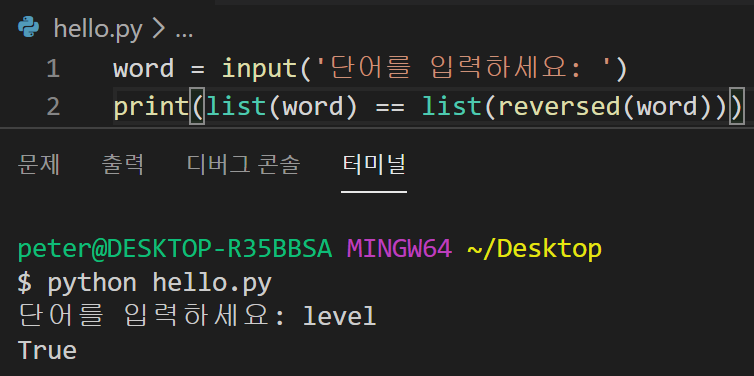 hello.py > ...
1 word = input('단어를 입력하세요: ')
2 print(list(word) == list(reversed(word)))
문제 출력 디버그 콘솔 터미널
peter@DESKTOP-R35BBSA MINGW64 ~/Desktop
$ python hello.py
단어를 입력하세요: level
True